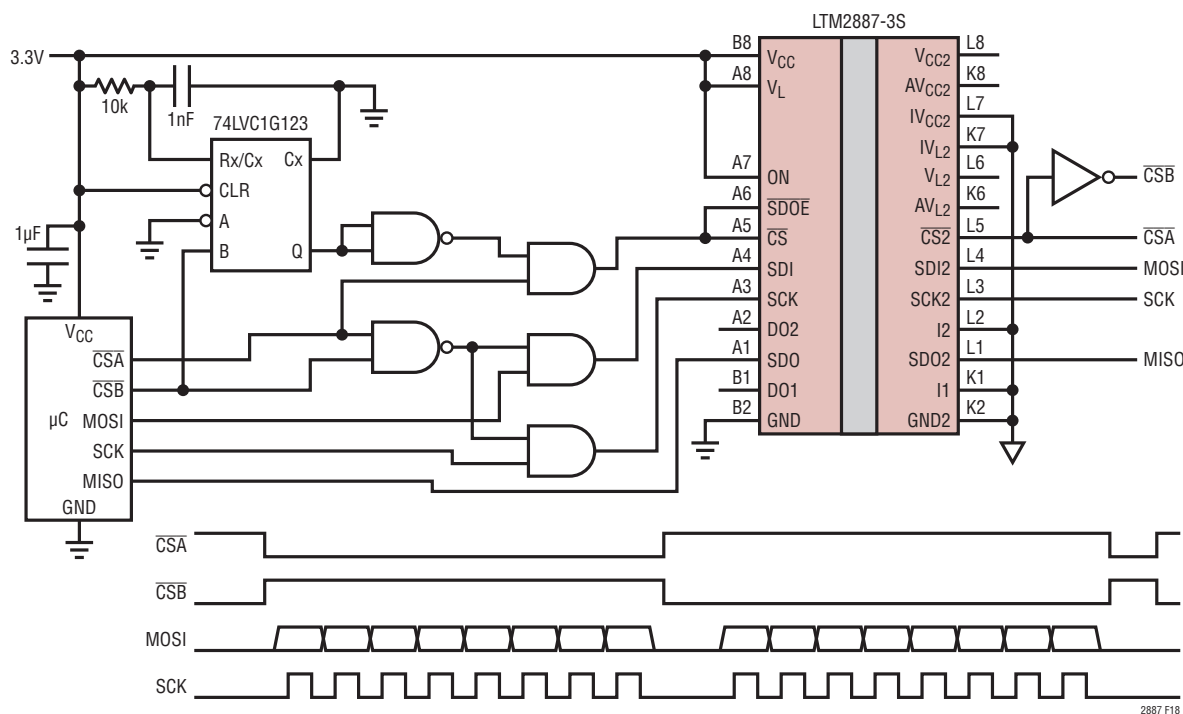 LTM2887-3S
3.3V
10k
1nF
74LVC1G123
Rx/Cx
Cx
CLR
A
B
Q
1µF
VCC
CSA
CSB
µC
MOSI
SCK
MISO
GND
B8
VCC
A8
VL
A7
ON
A6
SDOE
A5
CS
A4
SDI
A3
SCK
A2
DO2
A1
SDO
B1
DO1
B2
GND
VCC2
L8
AVCC2
K8
IVCC2
L7
IVL2
K7
VL2
L6
AVL2
K6
CS2
L5
SDI2
L4
SCK2
L3
I2
L2
SDO2
L1
I1
K1
GND2
K2
CSB
CSA
MOSI
SCK
MISO
CSA
CSB
MOSI
SCK
2887 F18